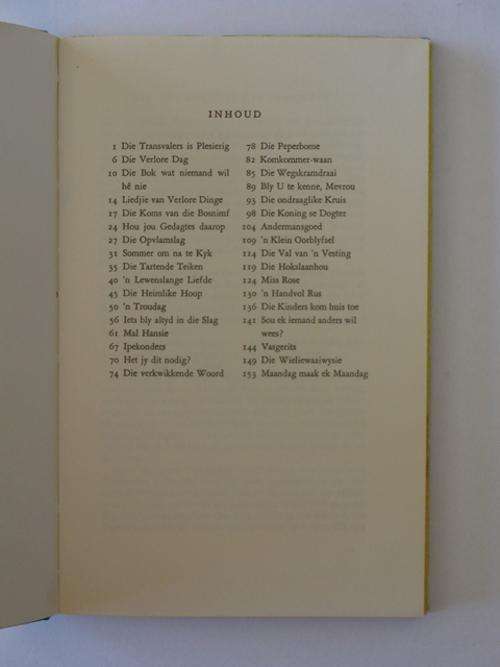 INHOUD
1 Die Transvalers is Plesierig
6 Die Verlore Dag
10 Die Bok wat niemand wil
hê nie
14 Liedjie van Verlore Dinge
17 Die Koms van die Bosnimf
24 Hou jou Gedagtes daarop
27 Die Opvlamslag
31 Sommer om na te Kyk
35 Die Tartende Teiken
40 'n Lewenslange Liefde
45 Die Heimlike Hoop
50 'n Troudag
56 Iets bly altyd in die Slag
61 Mal Hansie
67 Ipekonders
70 Het jy dit nodig?
74 Die verkwikkende Woord
78 Die Peperbome
82 Komkommer-waan
85 Die Wegskramdraai
89 Bly U te kenne, Mevrou
93 Die ondraaglike Kruis
98 Die Koning se Dogter
104 Andermansgoed
109 'n Klein Oorblyfsel
114 Die Val van 'n Vesting
119 Die Hokslaanhou
124 Miss Rose
130 'n Handvol Rus
136 Die Kinders kom huis toe
141 Sou ek iemand anders wil
wees?
144 Vasgerits
149 Die Wieliewaaiwysie
153 Maandag maak ek Maandag